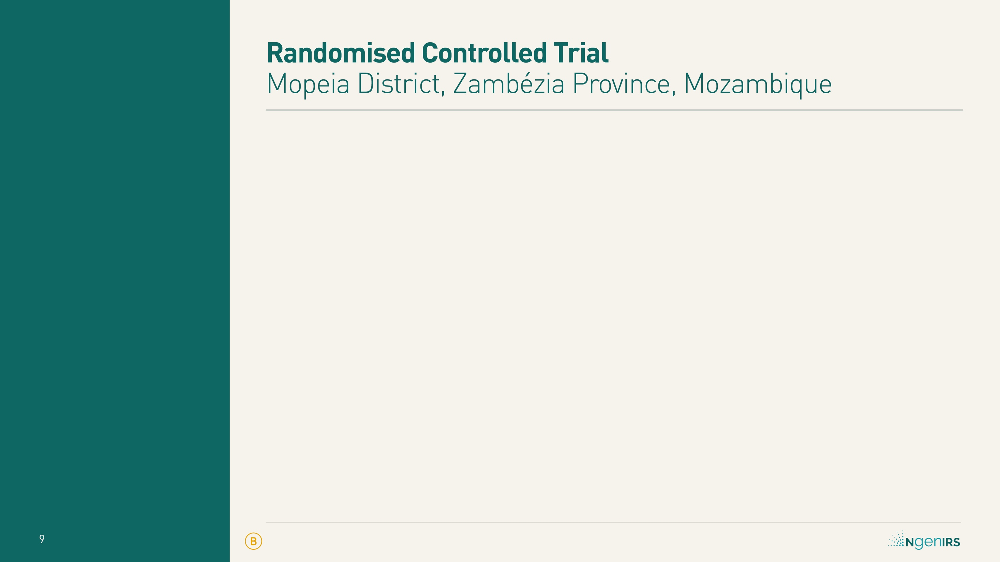 Randomised Controlled Trial
Mopeia District, Zambézia Province, Mozambique
9
B
NgenIRS